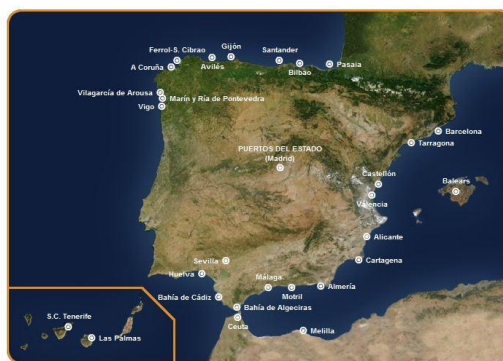 Ferrol-S. Cibrao
Gijón
Santander
A Coruña
Avilés
Bilbao
Pasaia
Vilagarcía de Arousa
Marín y Ría de Pontevedra
Vigo
Barcelona
Tarragona
PUERTOS DEL ESTADO
(Madrid)
Castellón
Balears
Valencia
Alicante
Sevilla
Cartagena
Huelva
Málaga
Almería
Motril
Bahía de Cádiz
Bahía de Algeciras
Ceuta
Melilla
S.C. Tenerife
Las Palmas